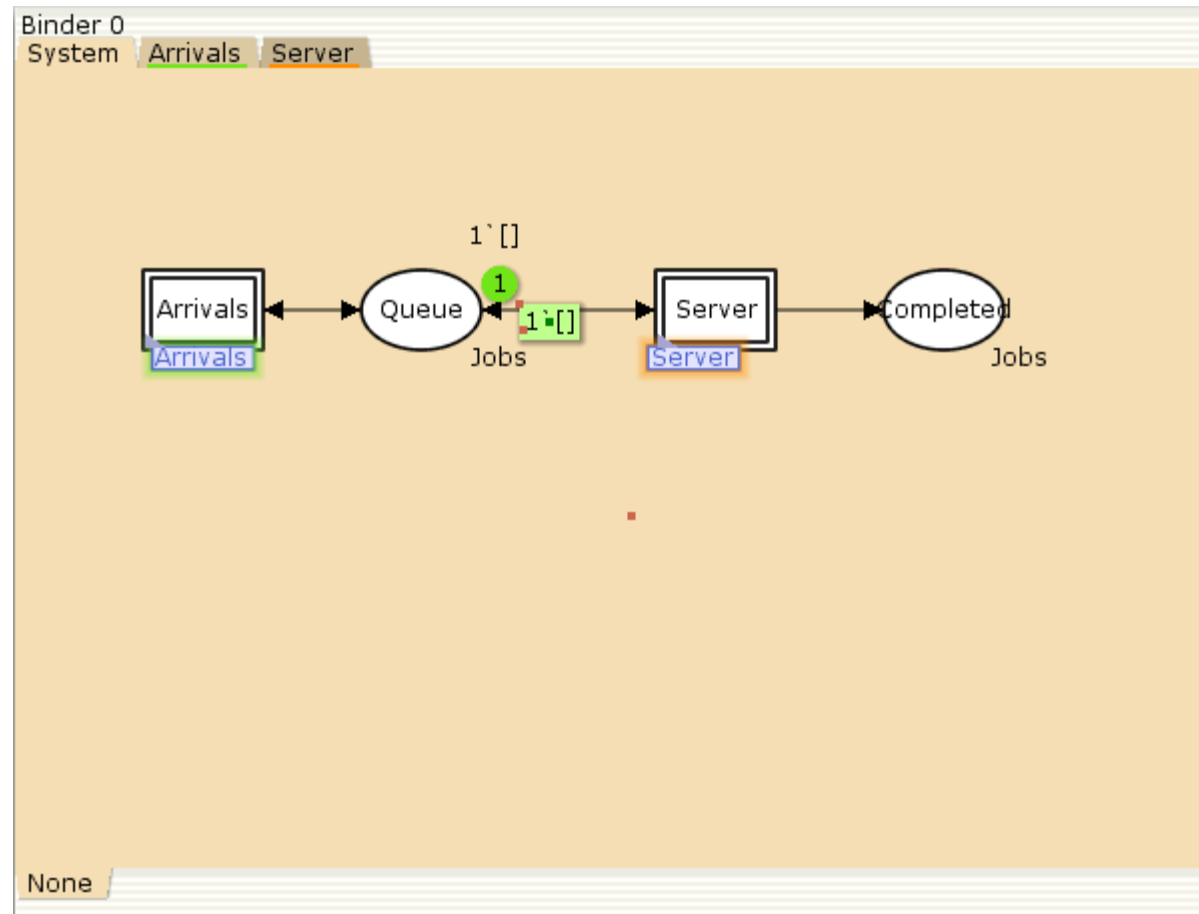 Binder 0
System Arrivals Server
1`[]
1
Arrivals Queue 1`[] Server Completed
Arrivals Jobs Server Jobs
None